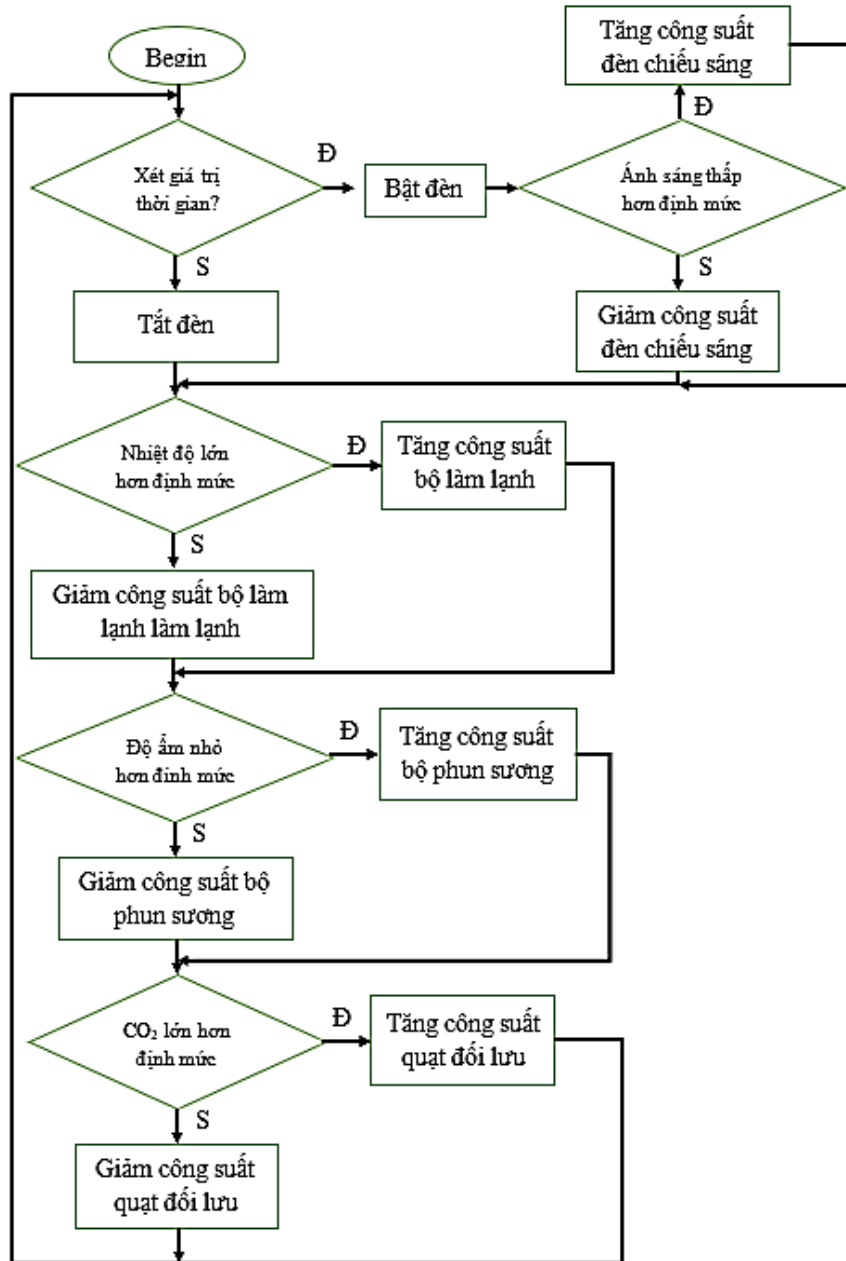 Begin
Xét giá trị
thời gian?
Đ
Bật đèn
Tăng công suất
đèn chiếu sáng
Đ
Ánh sáng thấp
hơn định mức
S
Giảm công suất
đèn chiếu sáng
S
Tắt đèn
Nhiệt độ lớn
hơn định mức
Đ
Tăng công suất
bộ làm lạnh
S
Giảm công suất bộ làm
lạnh làm lạnh
Độ ẩm nhỏ
hơn định mức
Đ
Tăng công suất
bộ phun sương
S
Giảm công suất bộ
phun sương
CO₂ lớn hơn
định mức
Đ
Tăng công suất
quạt đối lưu
S
Giảm công suất
quạt đối lưu